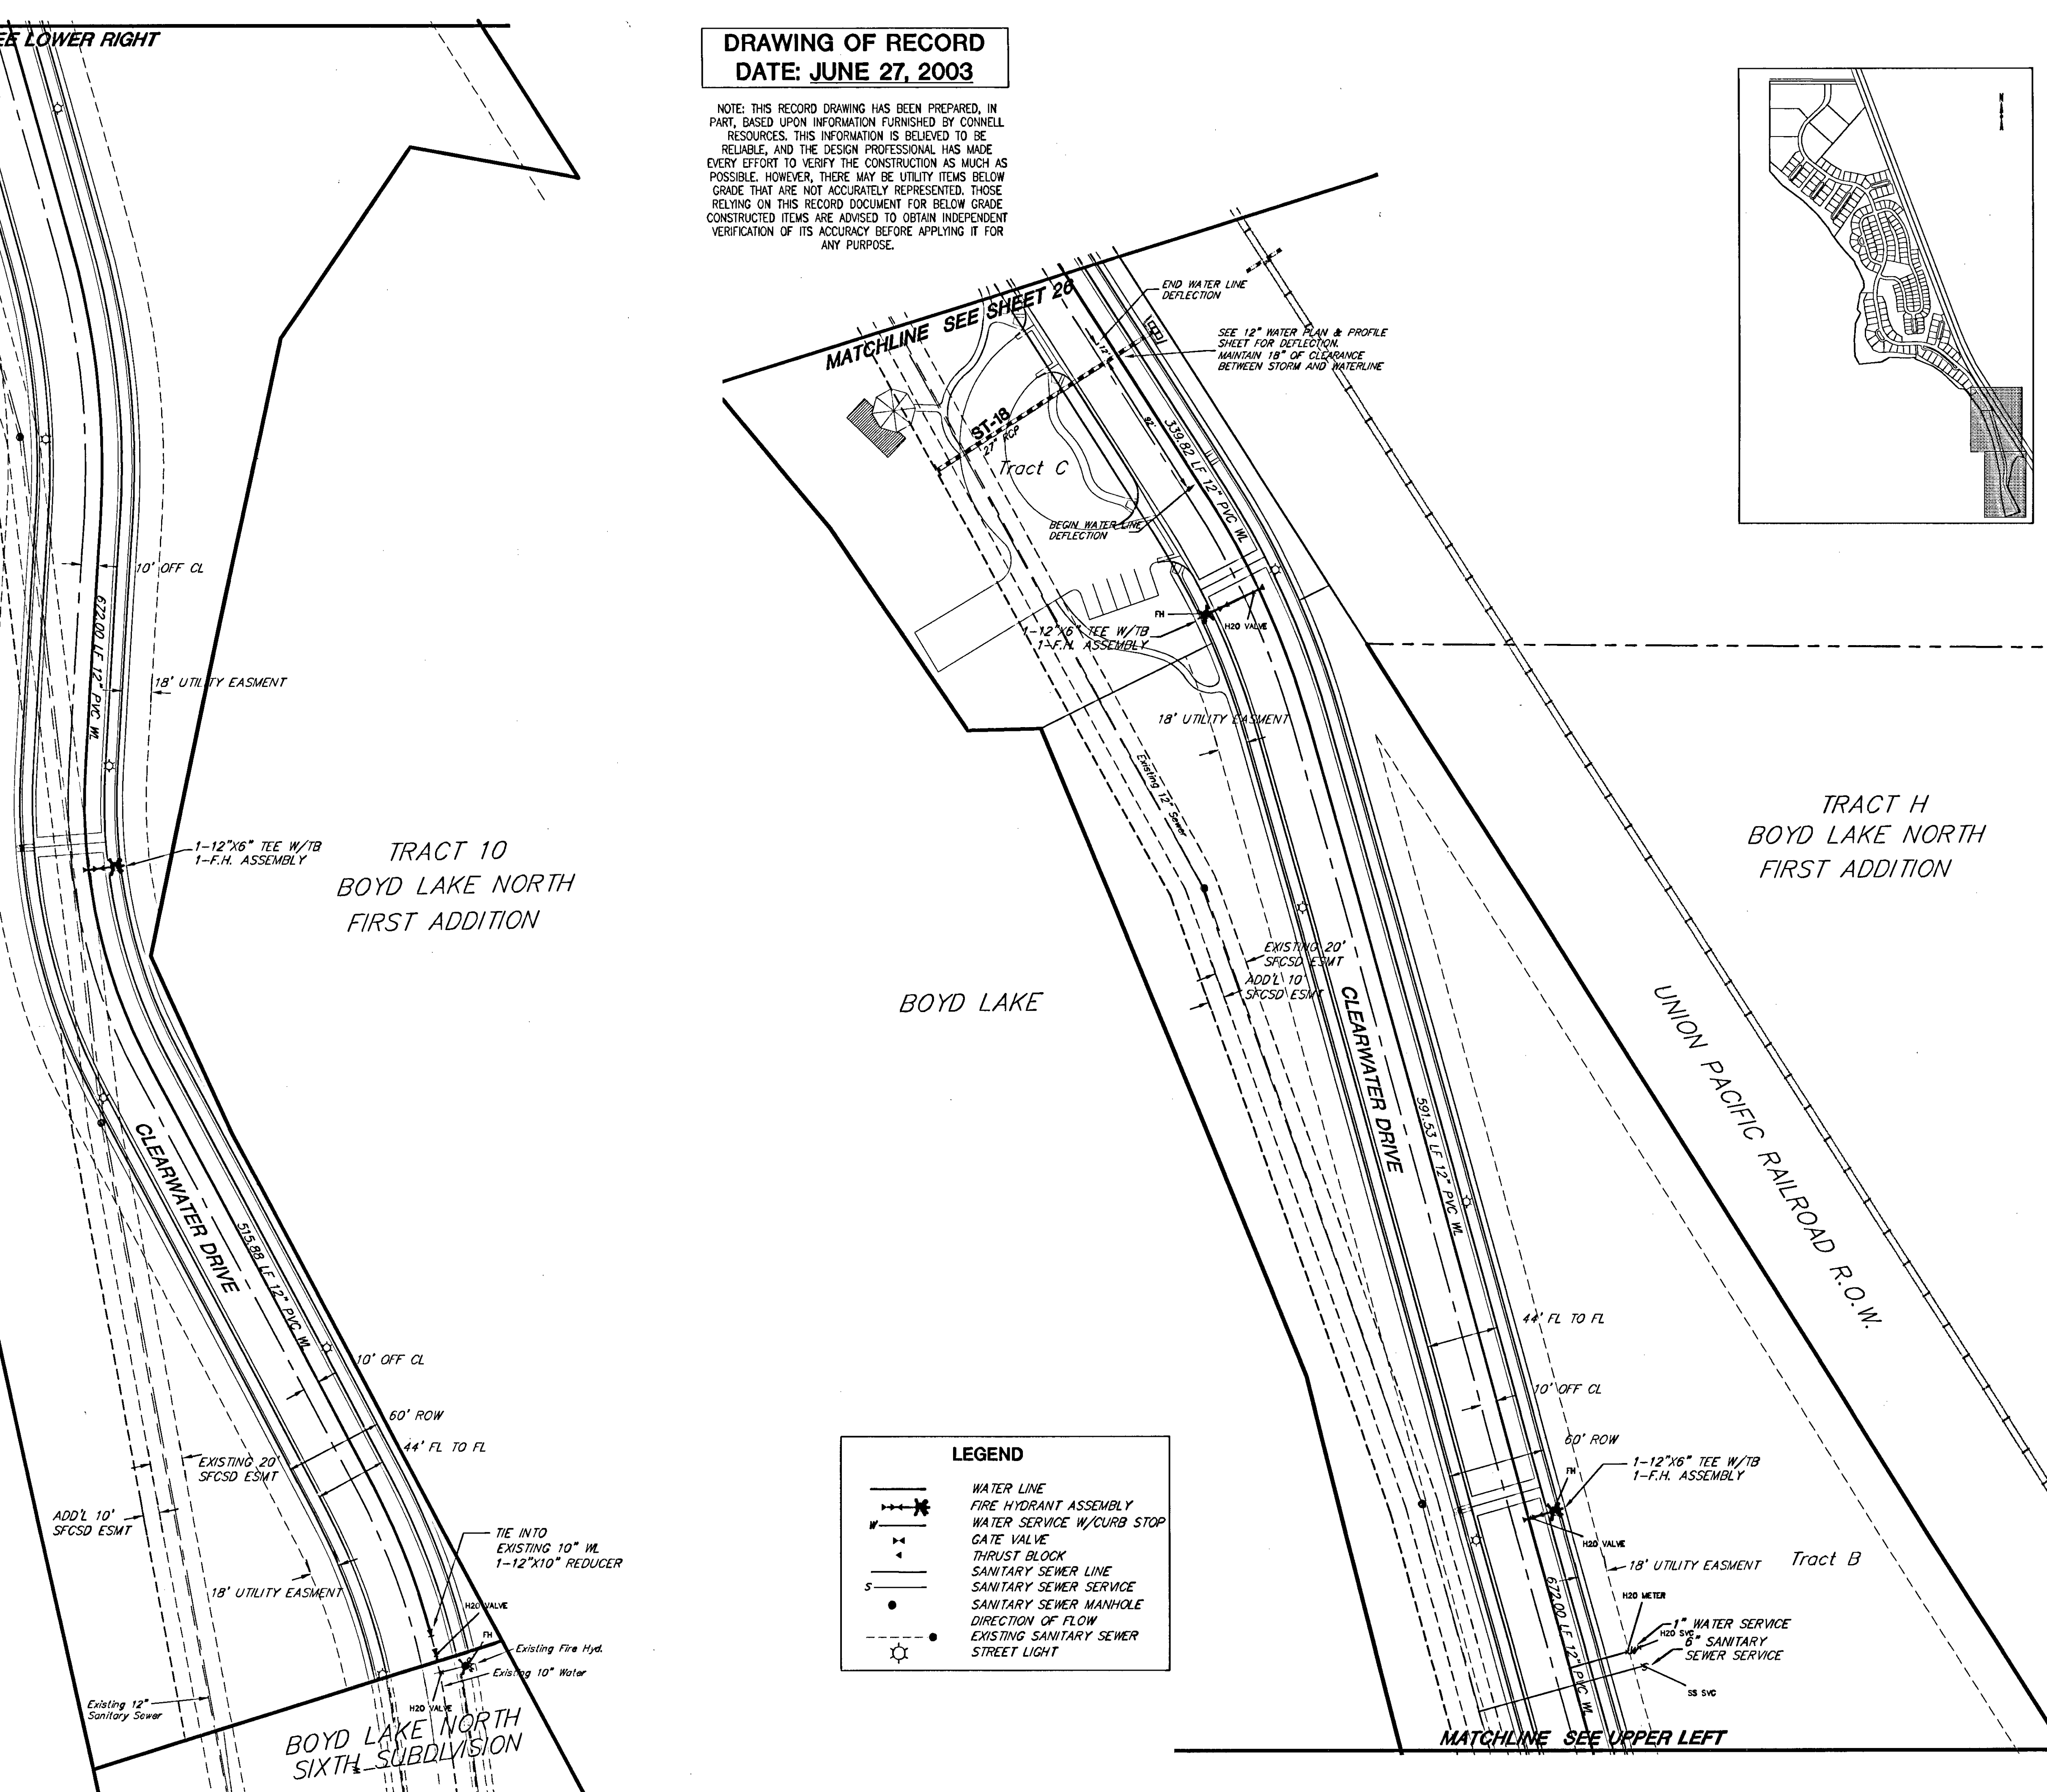 EE LOWER RIGHT
DRAWING OF RECORD
DATE: JUNE 27, 2003
NOTE: THIS RECORD DRAWING HAS BEEN PREPARED, IN
PART, BASED UPON INFORMATION FURNISHED BY CONNELL
RESOURCES. THIS INFORMATION IS BELIEVED TO BE
RELIABLE, AND THE DESIGN PROFESSIONAL HAS MADE
EVERY EFFORT TO VERIFY THE CONSTRUCTION AS MUCH AS
POSSIBLE. HOWEVER, THERE MAY BE UTILITY ITEMS BELOW
GRADE THAT ARE NOT ACCURATELY REPRESENTED. THOSE
RELYING ON THIS RECORD DOCUMENT FOR BELOW GRADE
CONSTRUCTED ITEMS ARE ADVISED TO OBTAIN INDEPENDENT
VERIFICATION OF ITS ACCURACY BEFORE APPLYING IT FOR
ANY PURPOSE.
N
10' OFF CL
672.00 LF 12" PVC WL
18' UTILITY EASMENT
1-12"X6" TEE W/TB
1-F.H. ASSEMBLY
TRACT 10
BOYD LAKE NORTH
FIRST ADDITION
CLEARWATER DRIVE
515.88 LF 12" PVC WL
10' OFF CL
60' ROW
44' FL TO FL
EXISTING 20'
SFCSD ESMT
ADD'L 10'
SFCSD ESMT
TIE INTO
EXISTING 10" WL
1-12"X10" REDUCER
18' UTILITY EASMENT
H2O VALVE
FH
Existing Fire Hyd.
Existing 10" Water
Existing 12"
Sanitary Sewer
H2O VALVE
BOYD LAKE NORTH
SIXTH SUBDIVISION
MATCHLINE SEE SHEET 26
END WATER LINE
DEFLECTION
SEE 12" WATER PLAN & PROFILE
SHEET FOR DEFLECTION.
MAINTAIN 18" OF CLEARANCE
BETWEEN STORM AND WATERLINE
12'
92'
ST-18
27" RCP
Tract C
339.82 LF 12" PVC WL
BEGIN WATER LINE
DEFLECTION
FH
H2O VALVE
1-12"X6" TEE W/TB
1-F.H. ASSEMBLY
18' UTILITY EASMENT
Existing 12" Sewer
TRACT H
BOYD LAKE NORTH
FIRST ADDITION
EXISTING 20'
SFCSD ESMT
ADD'L 10'
SFCSD ESMT
BOYD LAKE
CLEARWATER DRIVE
UNION PACIFIC RAILROAD R.O.W.
591.53 LF 12" PVC WL
44' FL TO FL
10' OFF CL
60' ROW
1-12"X6" TEE W/TB
1-F.H. ASSEMBLY
FH
H2O VALVE
18' UTILITY EASMENT
Tract B
672.00 LF 12" PVC WL
H2O METER
1" WATER SERVICE
H2O SVC
6" SANITARY
SEWER SERVICE
W
S
SS SVC
MATCHLINE SEE UPPER LEFT
LEGEND
WATER LINE
FIRE HYDRANT ASSEMBLY
W WATER SERVICE W/CURB STOP
GATE VALVE
THRUST BLOCK
SANITARY SEWER LINE
S SANITARY SEWER SERVICE
SANITARY SEWER MANHOLE
DIRECTION OF FLOW
EXISTING SANITARY SEWER
STREET LIGHT